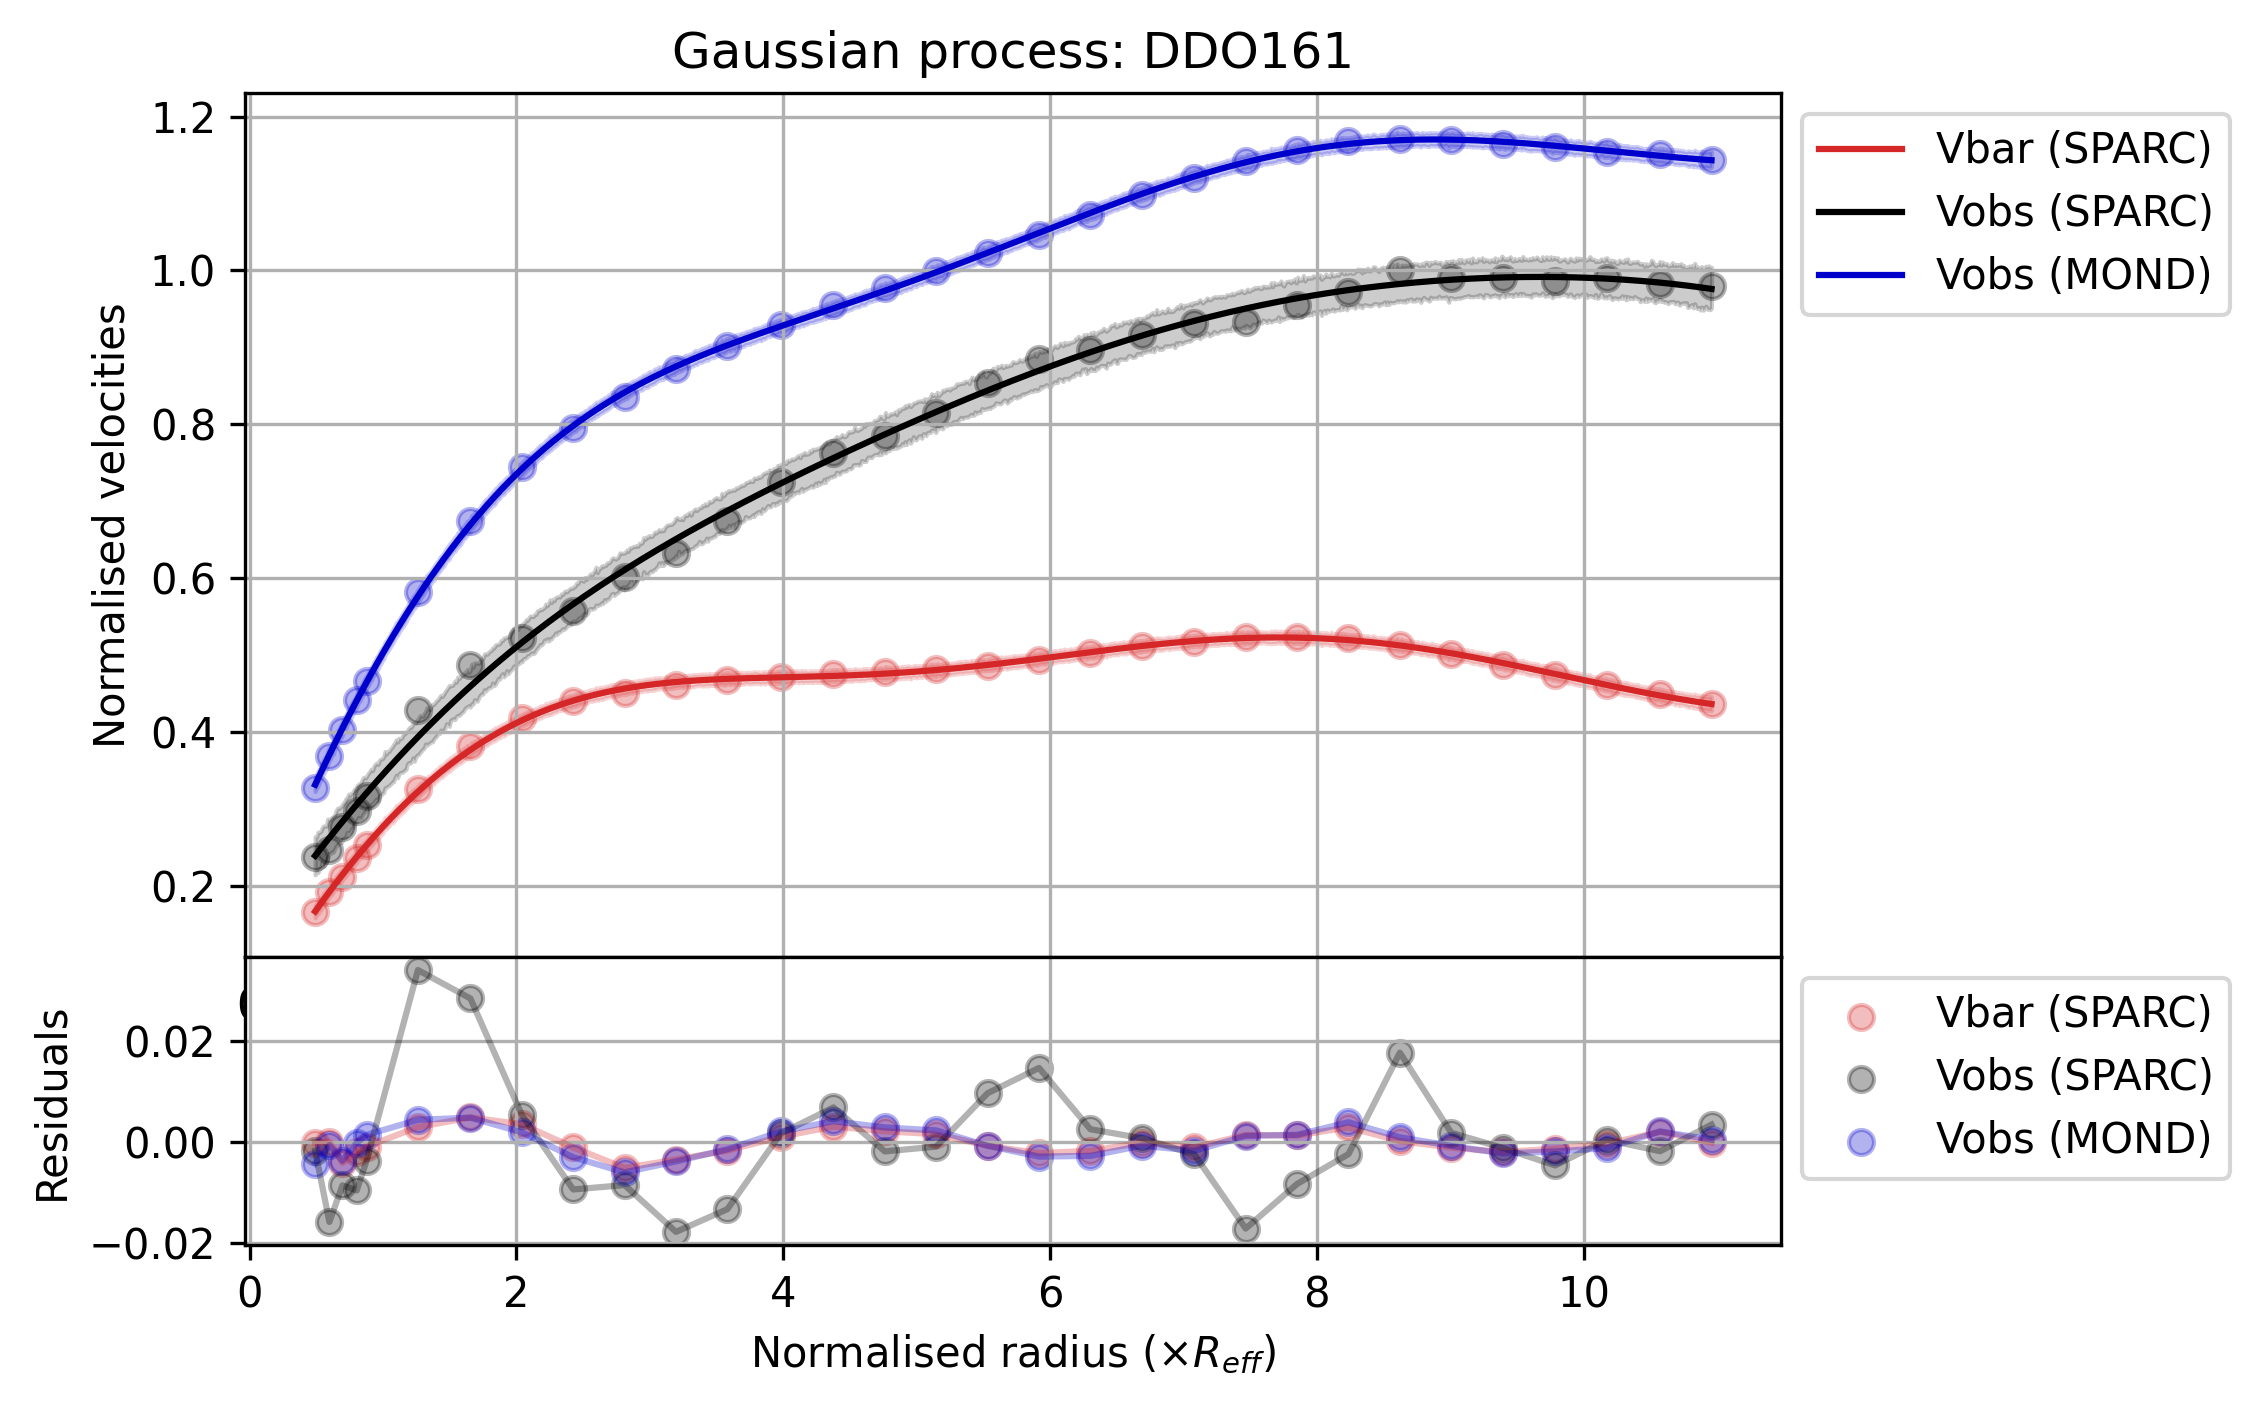 Gaussian process: DDO161
1.2
1.0
0.8
0.6
0.4
0.2
Normalised velocities
Vbar (SPARC)
Vobs (SPARC)
Vobs (MOND)
0.02
0.00
−0.02
Residuals
Vbar (SPARC)
Vobs (SPARC)
Vobs (MOND)
0 2 4 6 8 10
Normalised radius (×R_eff)